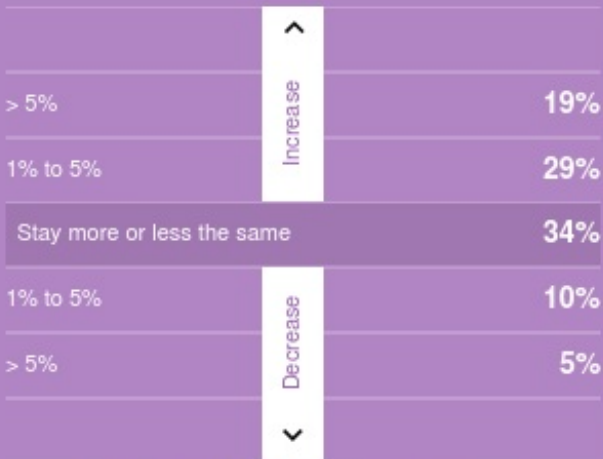 > 5%
Increase
19%
1% to 5%
29%
Stay more or less the same
34%
1% to 5%
Decrease
10%
> 5%
5%